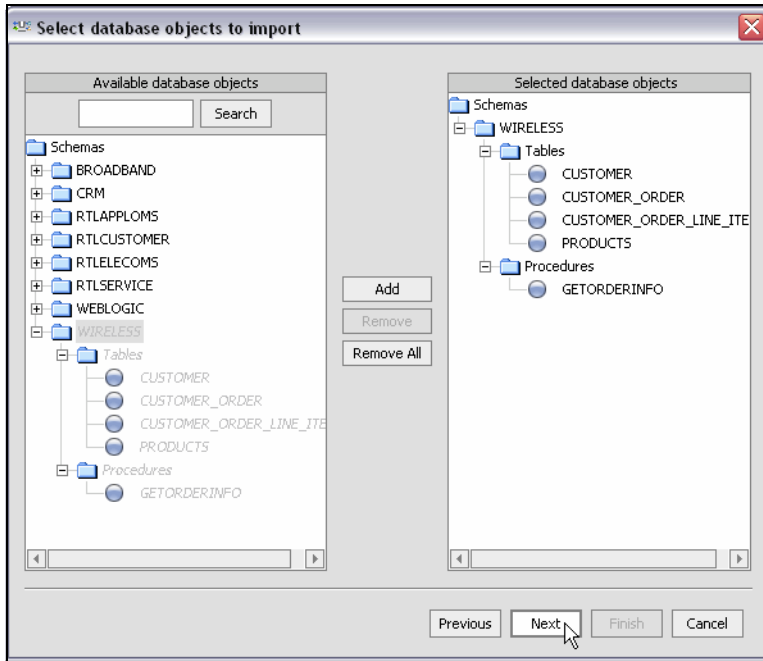 Select database objects to import
Available database objects
Search
Schemas
BROADBAND
CRM
RTLAPPLOMS
RTLCUSTOMER
RTLELECOMS
RTLSERVICE
WEBLOGIC
WIRELESS
Tables
CUSTOMER
CUSTOMER_ORDER
CUSTOMER_ORDER_LINE_ITE
PRODUCTS
Procedures
GETORDERINFO
Add
Remove
Remove All
Selected database objects
Schemas
WIRELESS
Tables
CUSTOMER
CUSTOMER_ORDER
CUSTOMER_ORDER_LINE_ITE
PRODUCTS
Procedures
GETORDERINFO
Previous Next Finish Cancel